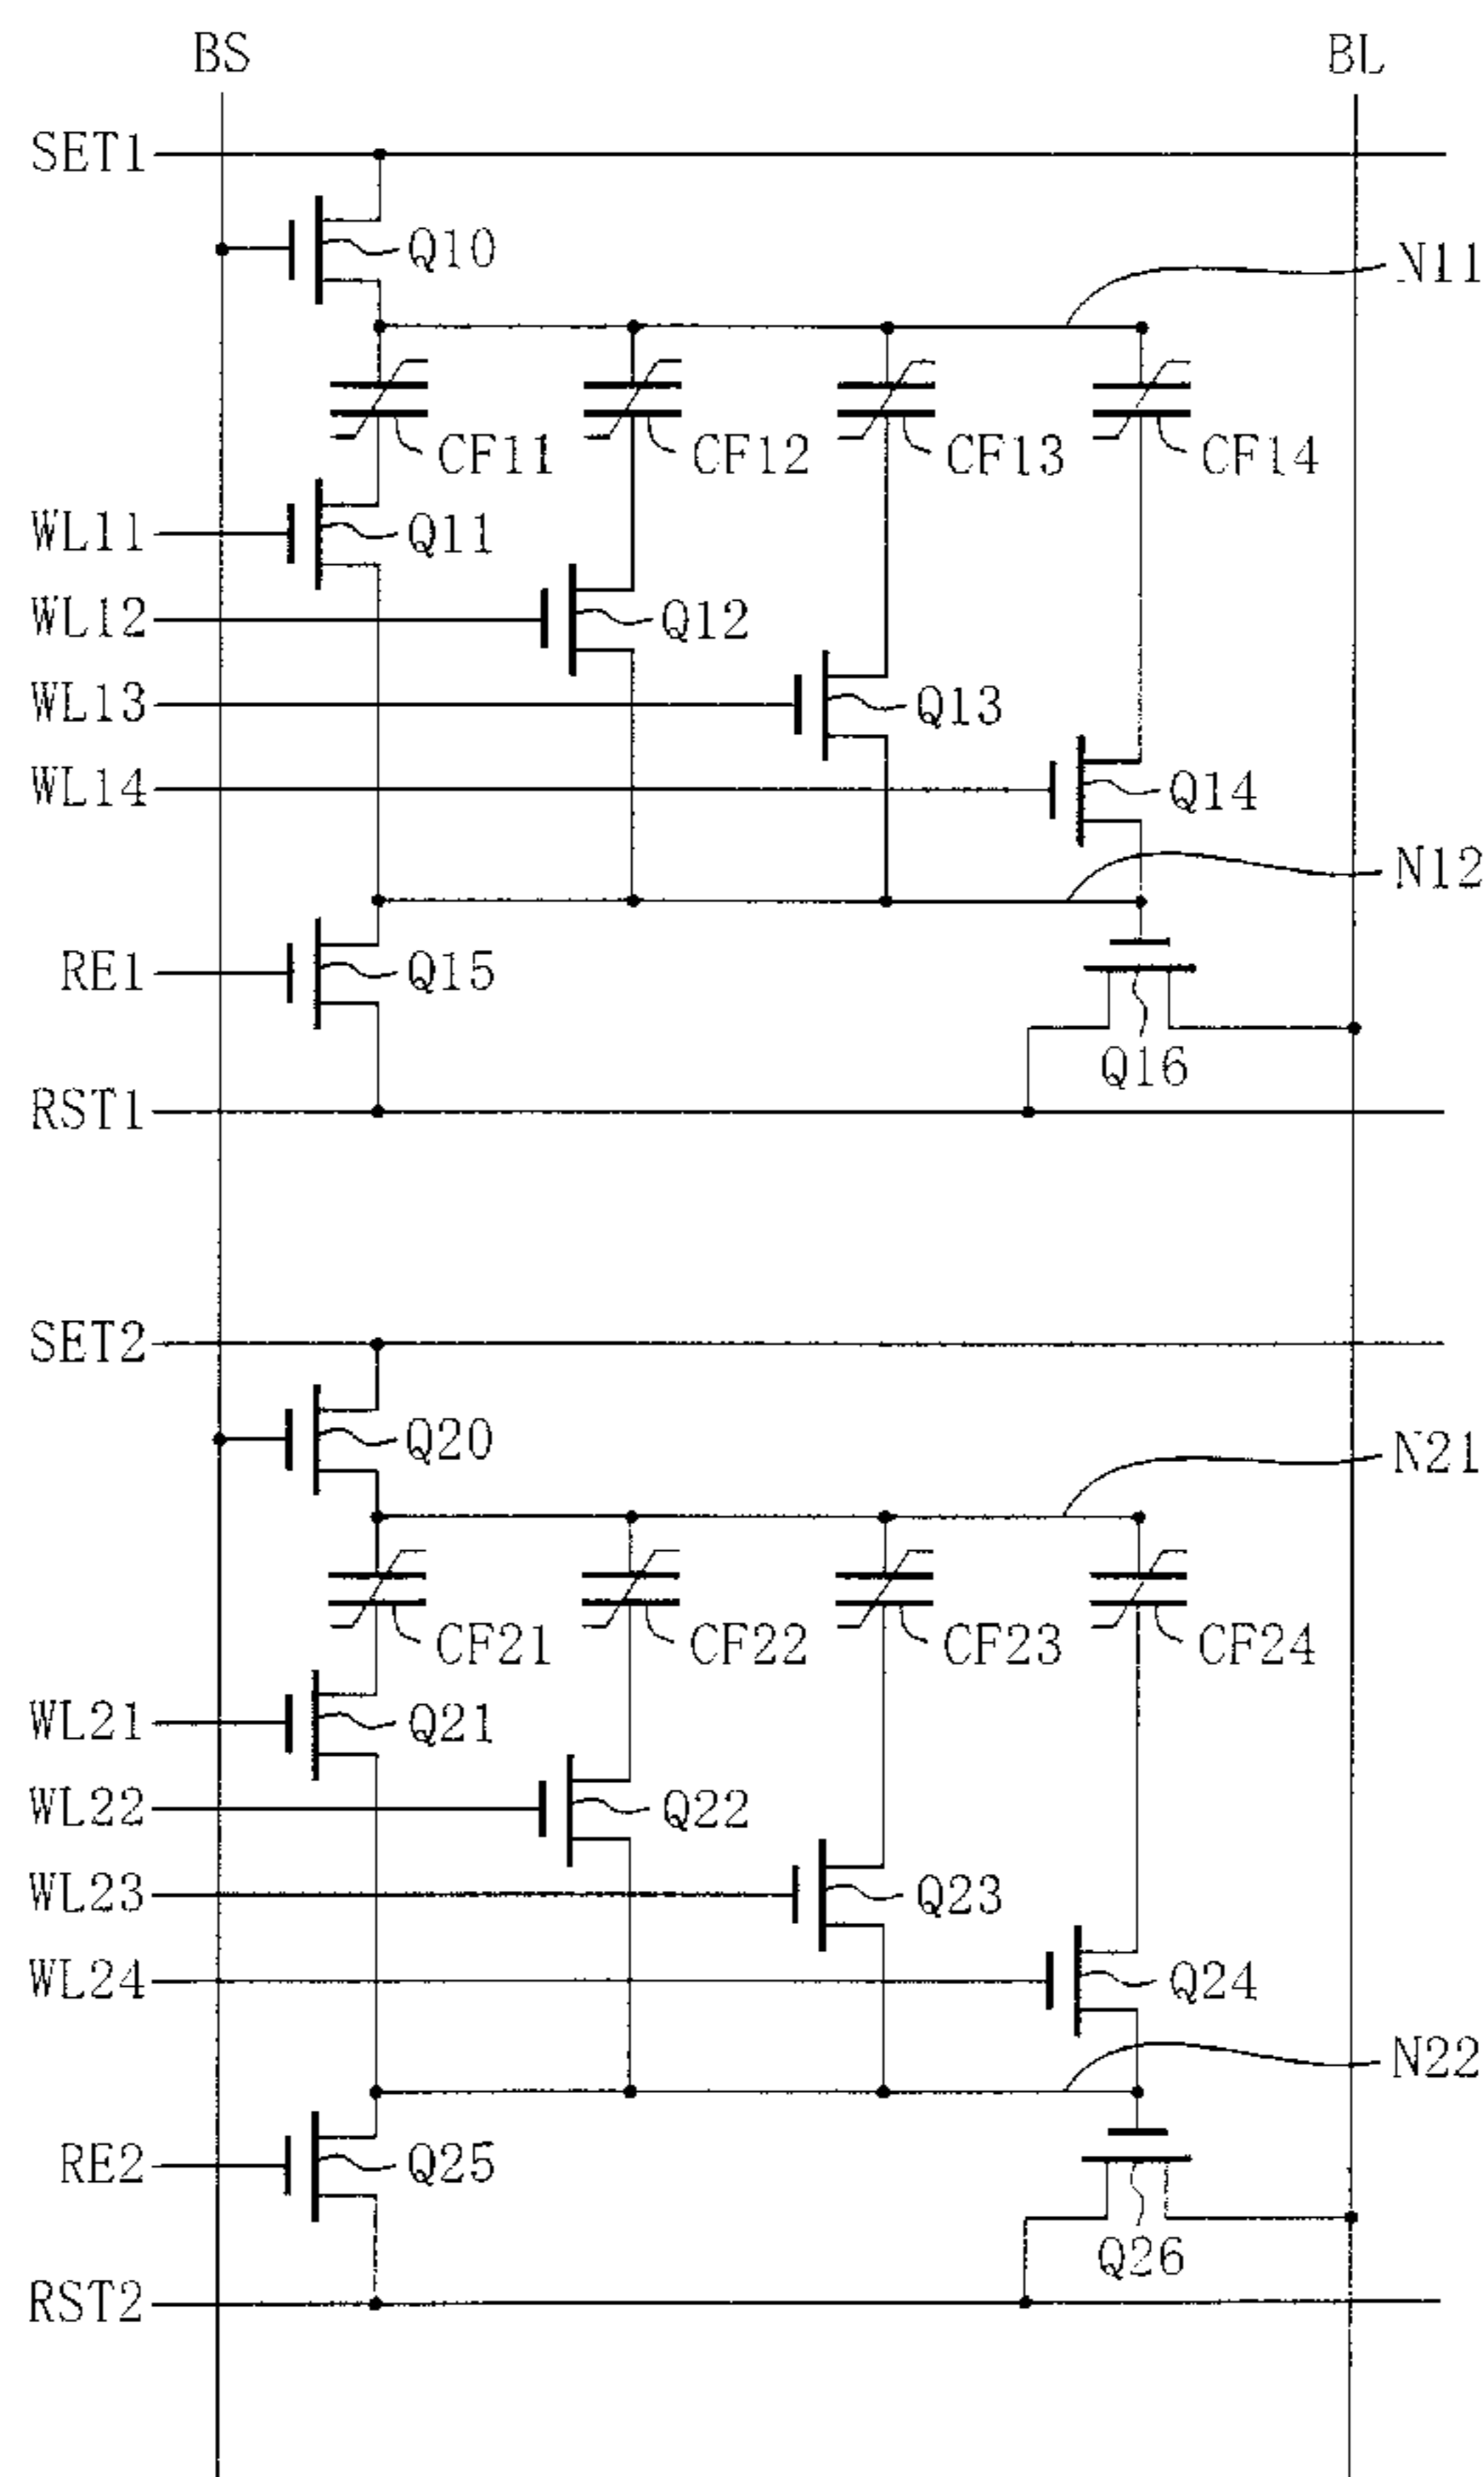 BS BL
SET1
Q10
N11
CF11 CF12 CF13 CF14
WL11 Q11
WL12 Q12
WL13 Q13
WL14 Q14
N12
RE1 Q15
Q16
RST1
SET2
Q20
N21
CF21 CF22 CF23 CF24
WL21 Q21
WL22 Q22
WL23 Q23
WL24 Q24
N22
RE2 Q25
Q26
RST2